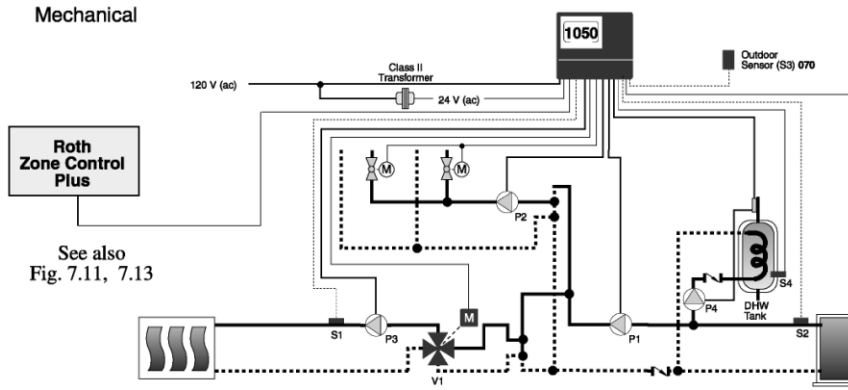 Mechanical
1050
Outdoor
Sensor (S3) 070
Class II
Transformer
120 V (ac)
24 V (ac)
Roth
Zone Control
Plus
M
M
P2
See also
Fig. 7.11, 7.13
S4
P4
DHW
Tank
M
S1
P3
P1
S2
V1